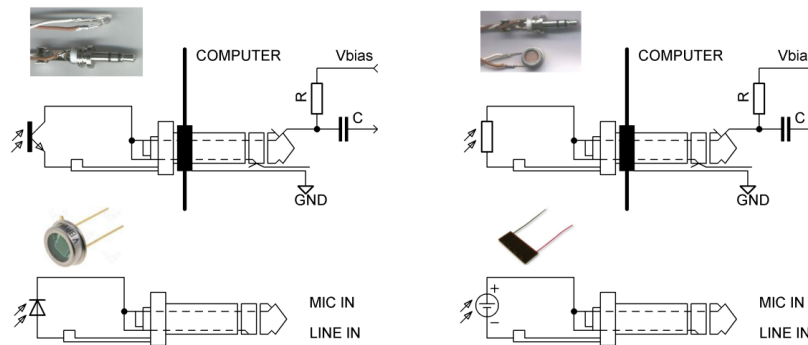 COMPUTER
Vbias
R
C
GND
COMPUTER
Vbias
R
C
GND
MIC IN
LINE IN
MIC IN
LINE IN